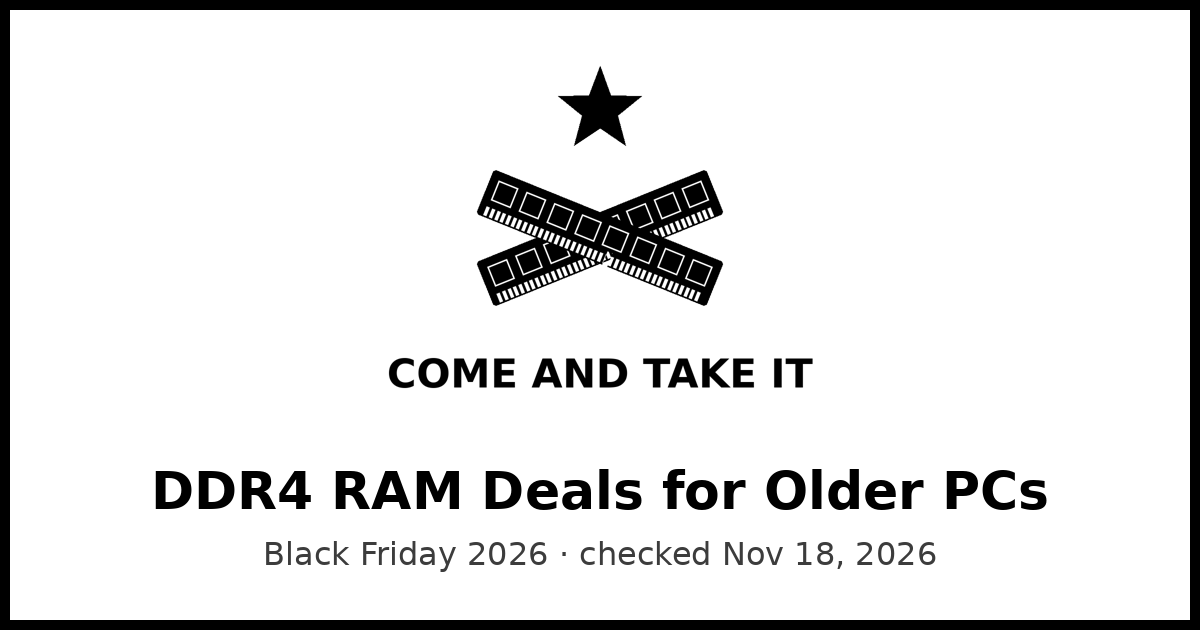 COME AND TAKE IT
DDR4 RAM Deals for Older PCs
Black Friday 2026 · checked Nov 18, 2026